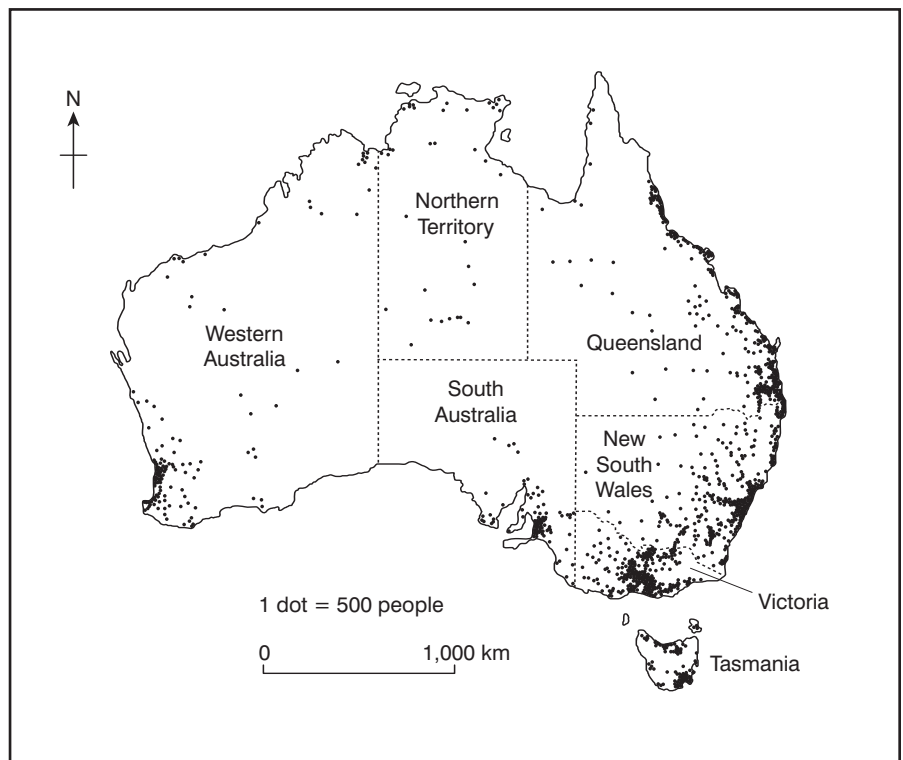 N
Northern
Territory
Western
Australia
Queensland
South
Australia
New
South
Wales
Victoria
1 dot = 500 people
0 1,000 km
Tasmania